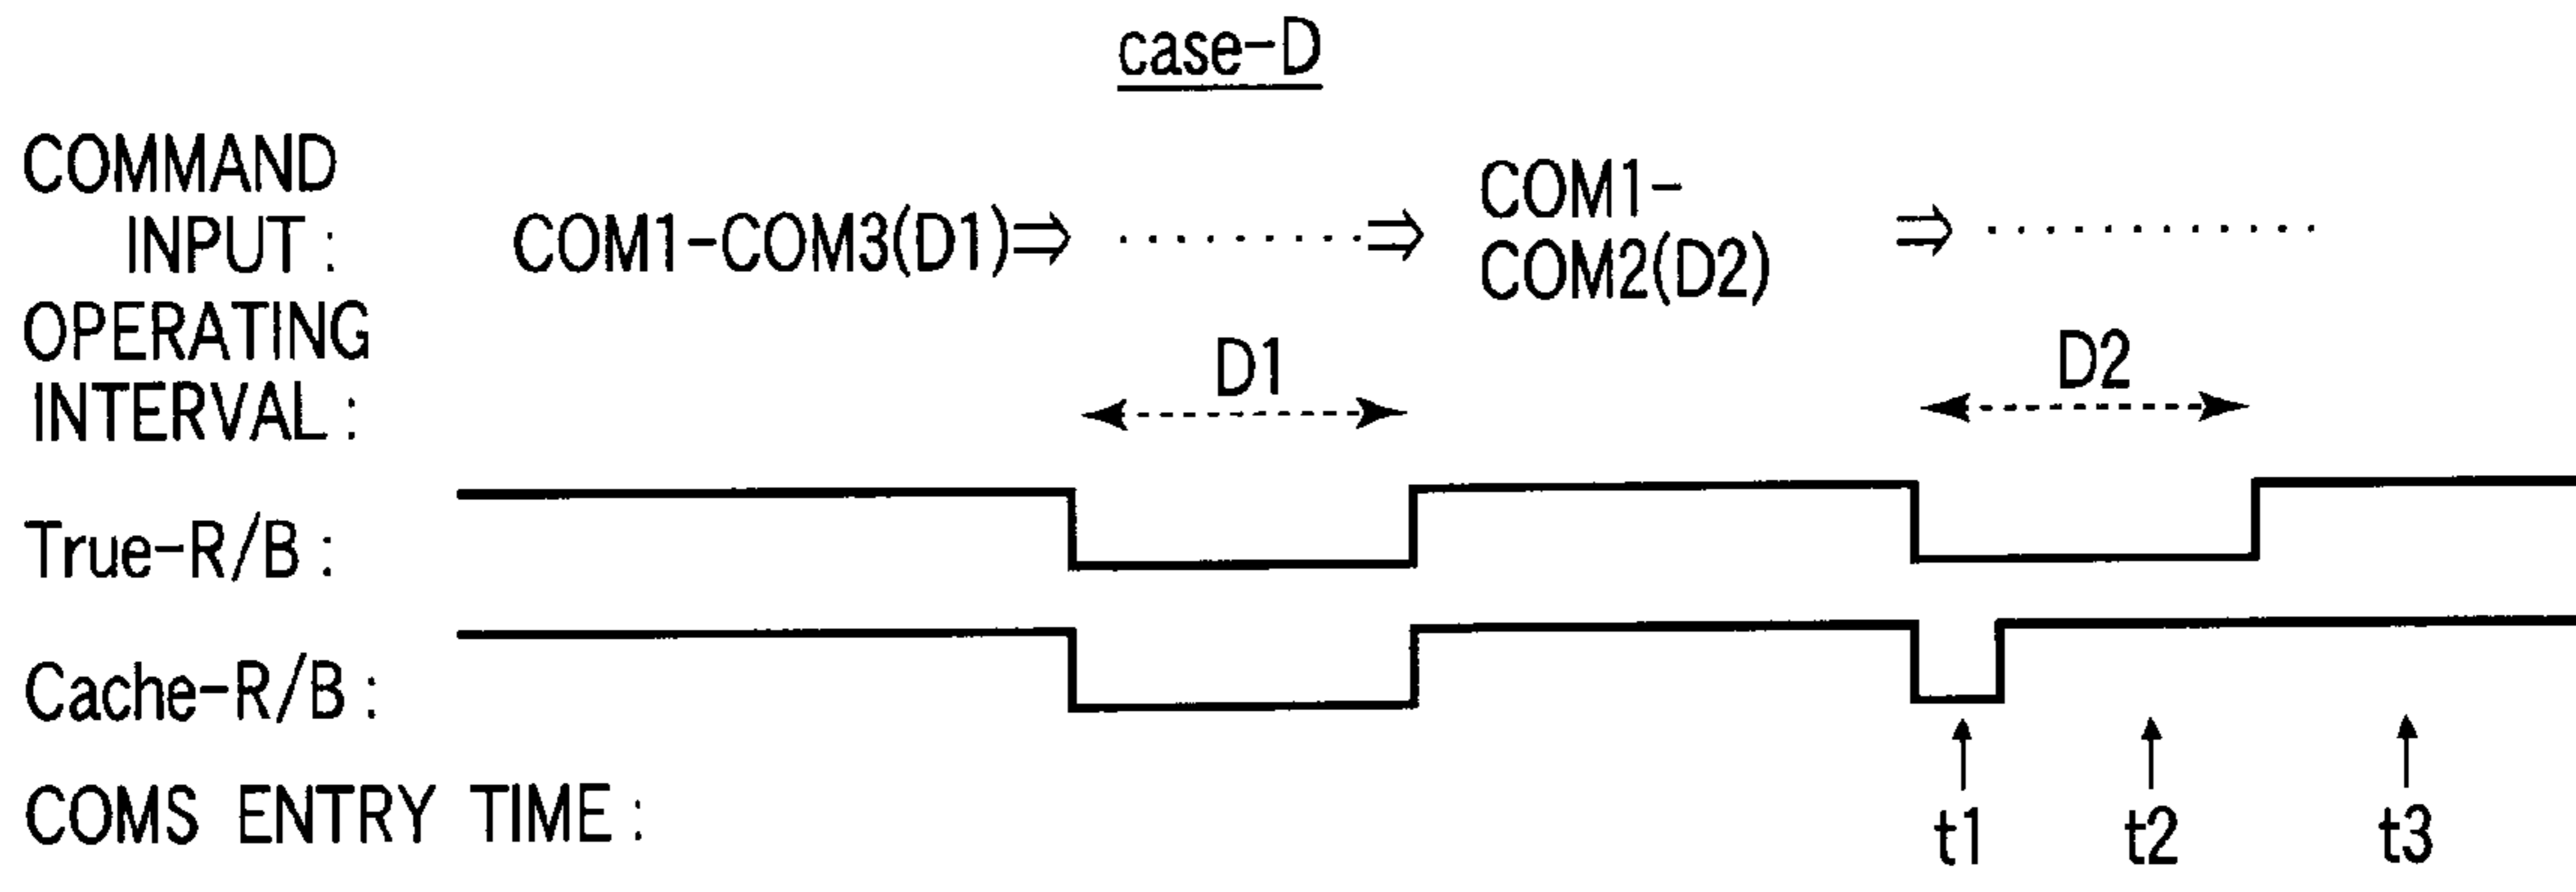 case-D
COMMAND
INPUT :
COM1-COM3(D1)⇒ ·········⇒
COM1-
COM2(D2)
⇒ ············
OPERATING
INTERVAL :
D1
D2
True-R/B :
Cache-R/B :
COMS ENTRY TIME :
t1 t2 t3